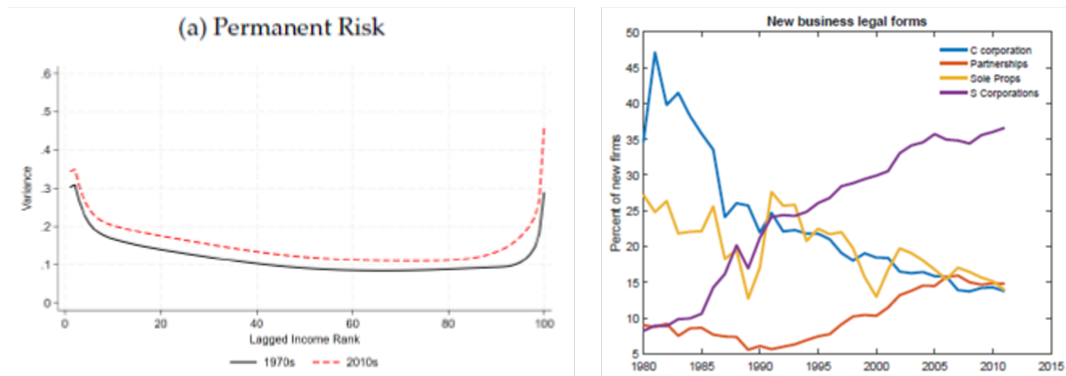 (a) Permanent Risk
.6
.5
.4
.3
.2
.1
0
Variance
0 20 40 60 80 100
Lagged Income Rank
1970s 2010s
New business legal forms
50
45
40
35
30
25
20
15
10
5
Percent of new firms
C corporation
Partnerships
Sole Props
S Corporations
1980 1985 1990 1995 2000 2005 2010 2015